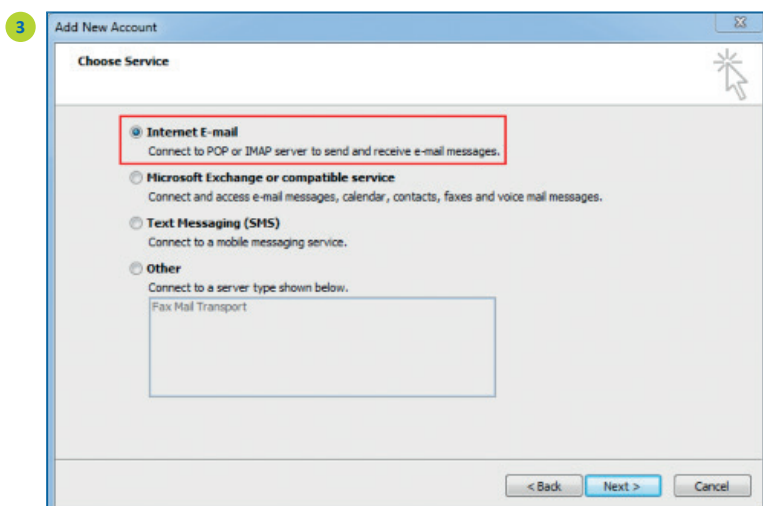 3
Add New Account
Choose Service
Internet E-mail
Connect to POP or IMAP server to send and receive e-mail messages.
Microsoft Exchange or compatible service
Connect and access e-mail messages, calendar, contacts, faxes and voice mail messages.
Text Messaging (SMS)
Connect to a mobile messaging service.
Other
Connect to a server type shown below.
Fax Mail Transport
< Back Next > Cancel